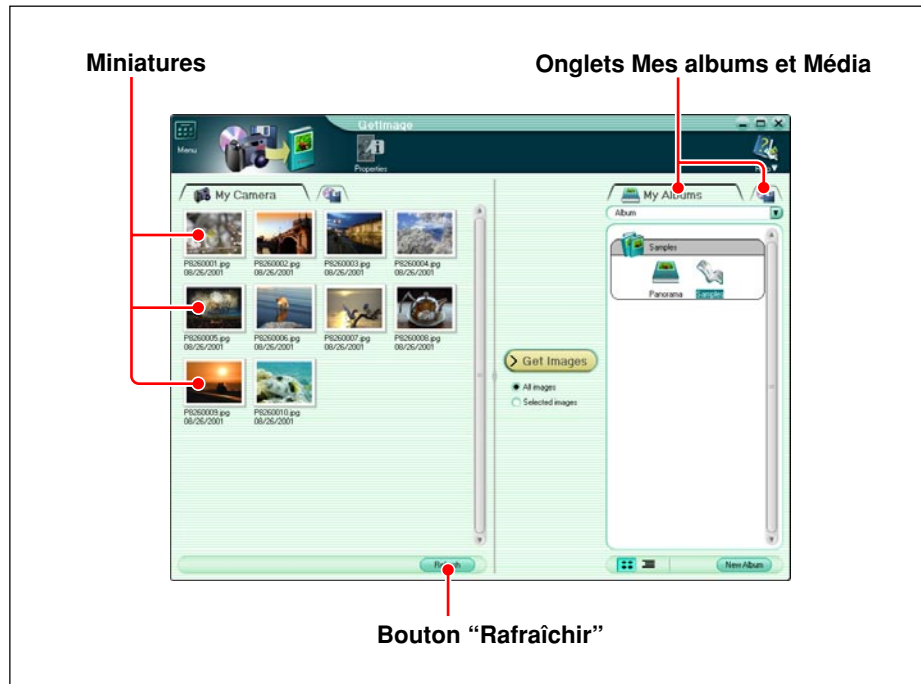 Miniatures
Onglets Mes albums et Média
GetImage
Menu
Properties
My Camera
My Albums
Album
P8260001.jpg
08/26/2001
P8260002.jpg
08/26/2001
P8260003.jpg
08/26/2001
P8260004.jpg
08/26/2001
Samples
Panorama
Samples
P8260005.jpg
08/26/2001
P8260006.jpg
08/26/2001
P8260007.jpg
08/26/2001
P8260008.jpg
08/26/2001
Get Images
All images
Selected images
P8260009.jpg
08/26/2001
P8260010.jpg
08/26/2001
New Album
Bouton “Rafraîchir”